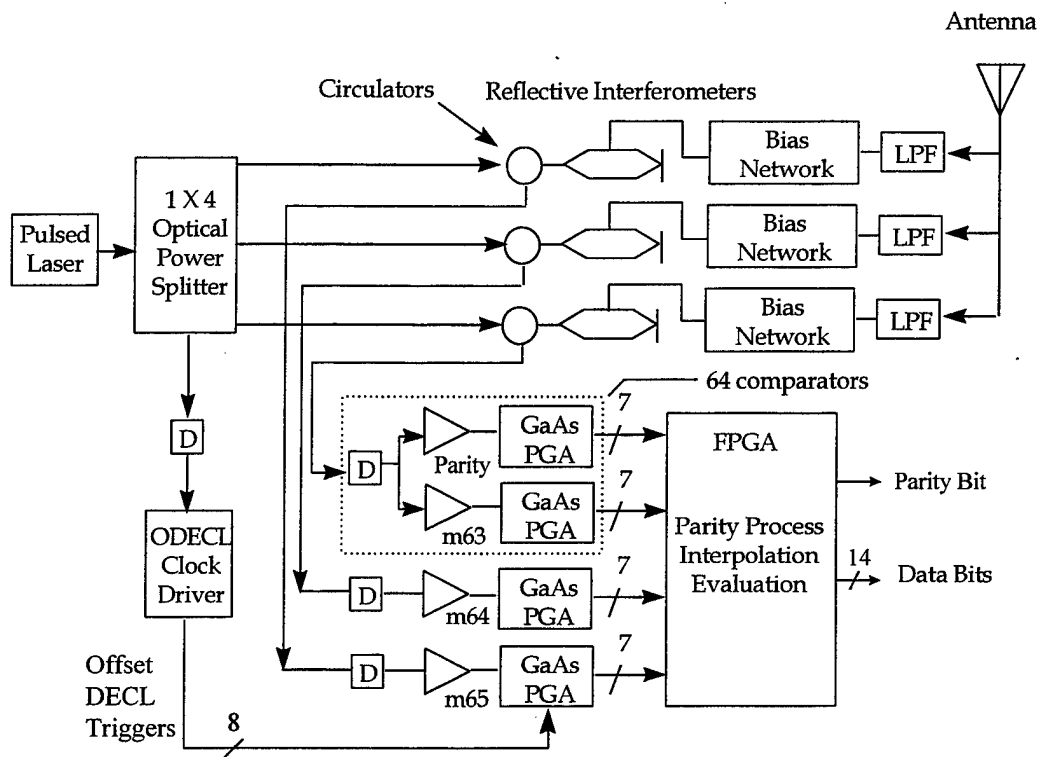 Antenna
Circulators
Reflective Interferometers
Bias
Network
LPF
1 X 4
Optical
Power
Splitter
Pulsed
Laser
Bias
Network
LPF
Bias
Network
LPF
64 comparators
D
7
GaAs
PGA
Parity
D
7
GaAs
PGA
m63
FPGA
Parity Process
Interpolation
Evaluation
Parity Bit
14
Data Bits
ODECL
Clock
Driver
D
m64
GaAs
PGA
7
D
m65
GaAs
PGA
7
Offset
DECL
Triggers
8